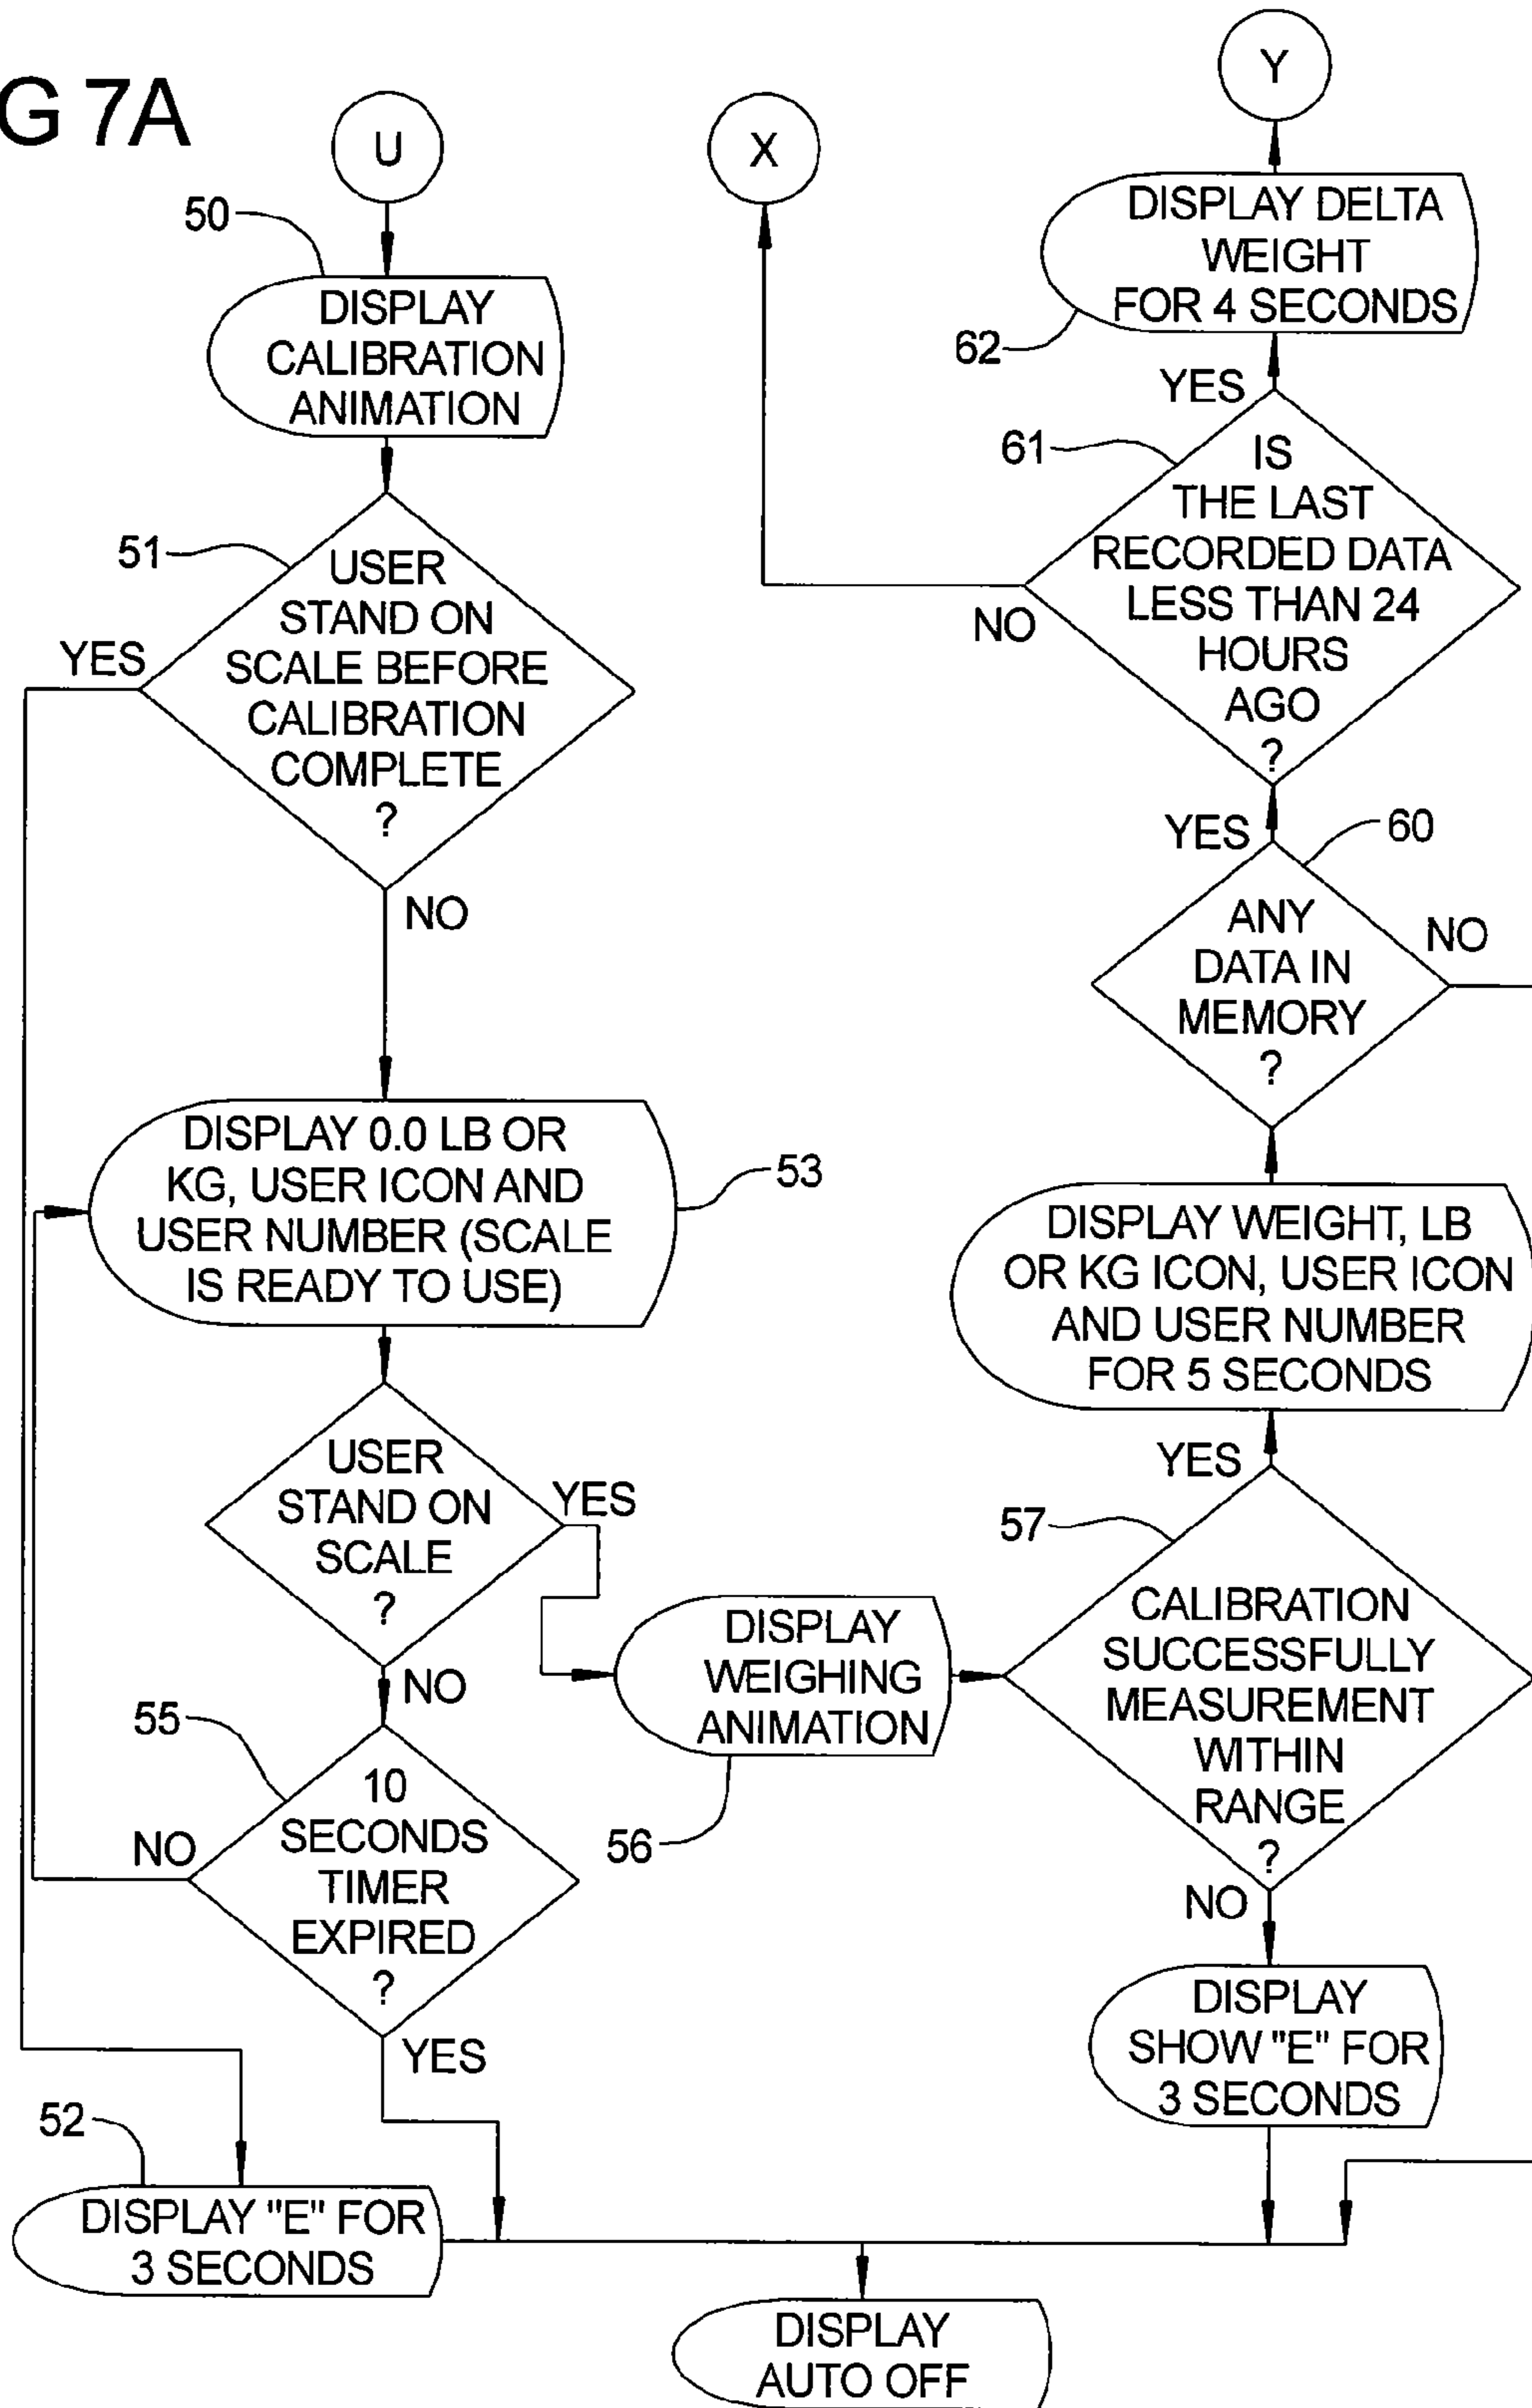 G 7A
U
50
DISPLAY
CALIBRATION
ANIMATION
51
USER
STAND ON
SCALE BEFORE
CALIBRATION
COMPLETE
?
YES
NO
DISPLAY 0.0 LB OR
KG, USER ICON AND
USER NUMBER (SCALE
IS READY TO USE)
53
USER
STAND ON
SCALE
?
YES
NO
55
10
SECONDS
TIMER
EXPIRED
?
NO
YES
52
DISPLAY "E" FOR
3 SECONDS
DISPLAY
WEIGHING
ANIMATION
56
X
Y
DISPLAY DELTA
WEIGHT
FOR 4 SECONDS
62
YES
61
IS
THE LAST
RECORDED DATA
LESS THAN 24
HOURS
AGO
?
NO
YES
60
ANY
DATA IN
MEMORY
?
NO
DISPLAY WEIGHT, LB
OR KG ICON, USER ICON
AND USER NUMBER
FOR 5 SECONDS
YES
57
CALIBRATION
SUCCESSFULLY
MEASUREMENT
WITHIN
RANGE
?
NO
DISPLAY
SHOW "E" FOR
3 SECONDS
DISPLAY
AUTO OFF